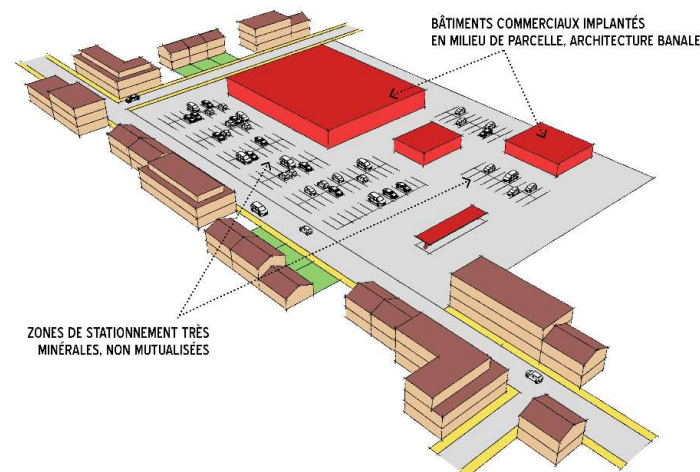 BÂTIMENTS COMMERCIAUX IMPLANTÉS
EN MILIEU DE PARCELLE, ARCHITECTURE BANALE
ZONES DE STATIONNEMENT TRÈS
MINÉRALES, NON MUTUALISÉES